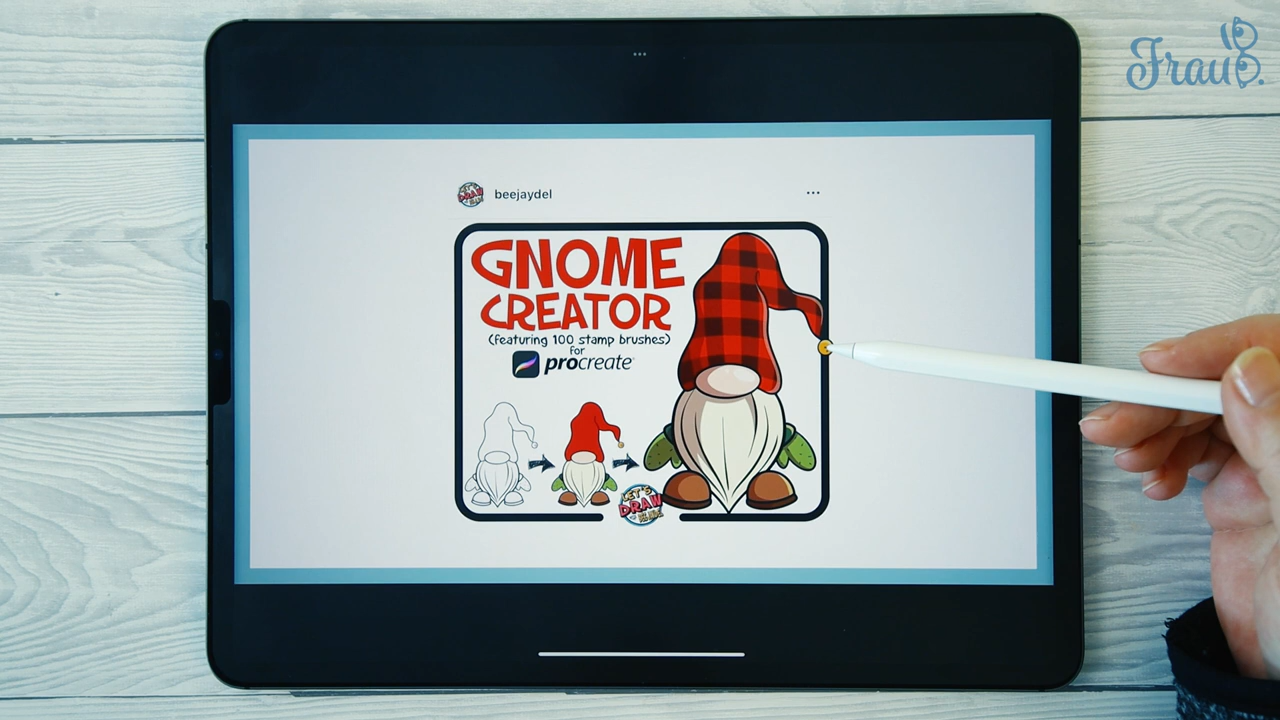 Frau B.
beejaydel
GNOME
CREATOR
(featuring 100 stamp brushes)
for
procreate
LET'S
DRAW